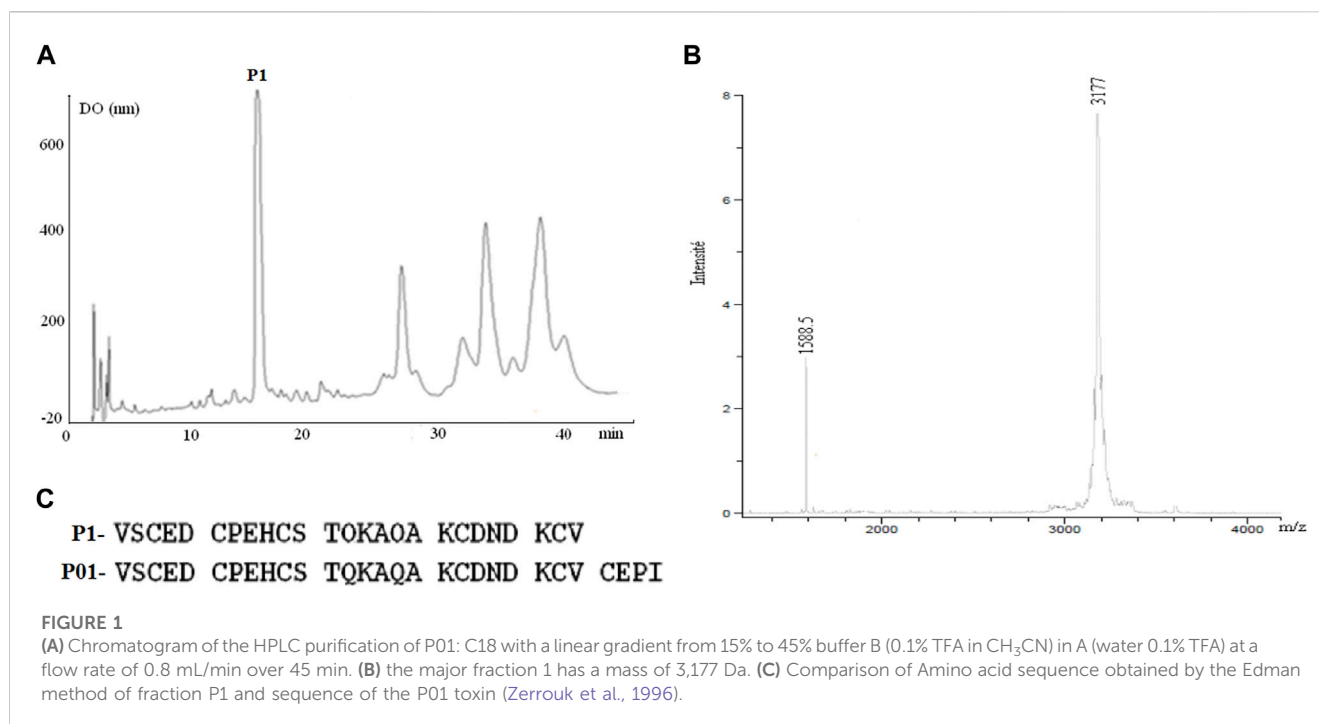 A
P1
DO (nm)
600
400
200
-20
0 10 20 30 40 min
B
8
6
4
2
0
Intensité
1588.5
3177
2000 3000 4000 m/z
C
P1- VSCED CPEHCS TOKAOA KCDND KCV
P01- VSCED CPEHCS TQKAQA KCDND KCV CEPI
FIGURE 1
(A) Chromatogram of the HPLC purification of P01: C18 with a linear gradient from 15% to 45% buffer B (0.1% TFA in CH₃CN) in A (water 0.1% TFA) at a
flow rate of 0.8 mL/min over 45 min. (B) the major fraction 1 has a mass of 3,177 Da. (C) Comparison of Amino acid sequence obtained by the Edman
method of fraction P1 and sequence of the P01 toxin (Zerrouk et al., 1996).